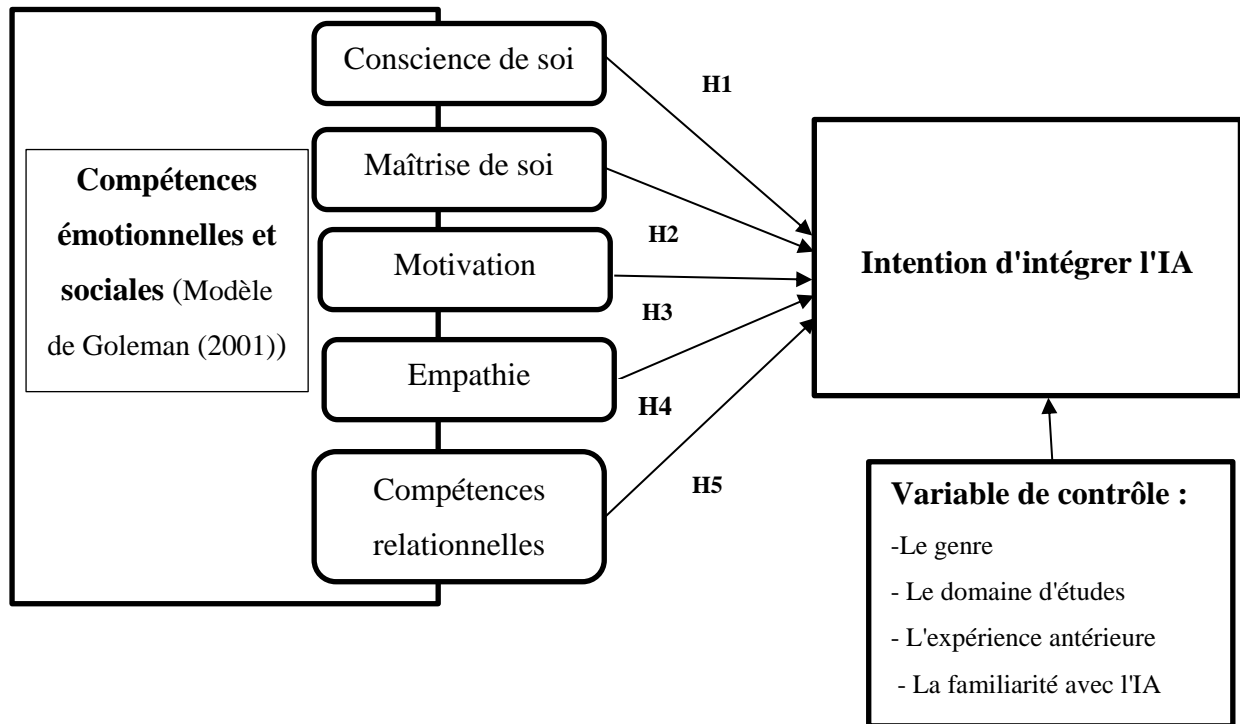 Compétences
émotionnelles et
sociales (Modèle
de Goleman (2001))
Conscience de soi
Maîtrise de soi
Motivation
Empathie
Compétences
relationnelles
H1
H2
H3
H4
H5
Intention d'intégrer l'IA
Variable de contrôle :
-Le genre
- Le domaine d'études
- L'expérience antérieure
- La familiarité avec l'IA